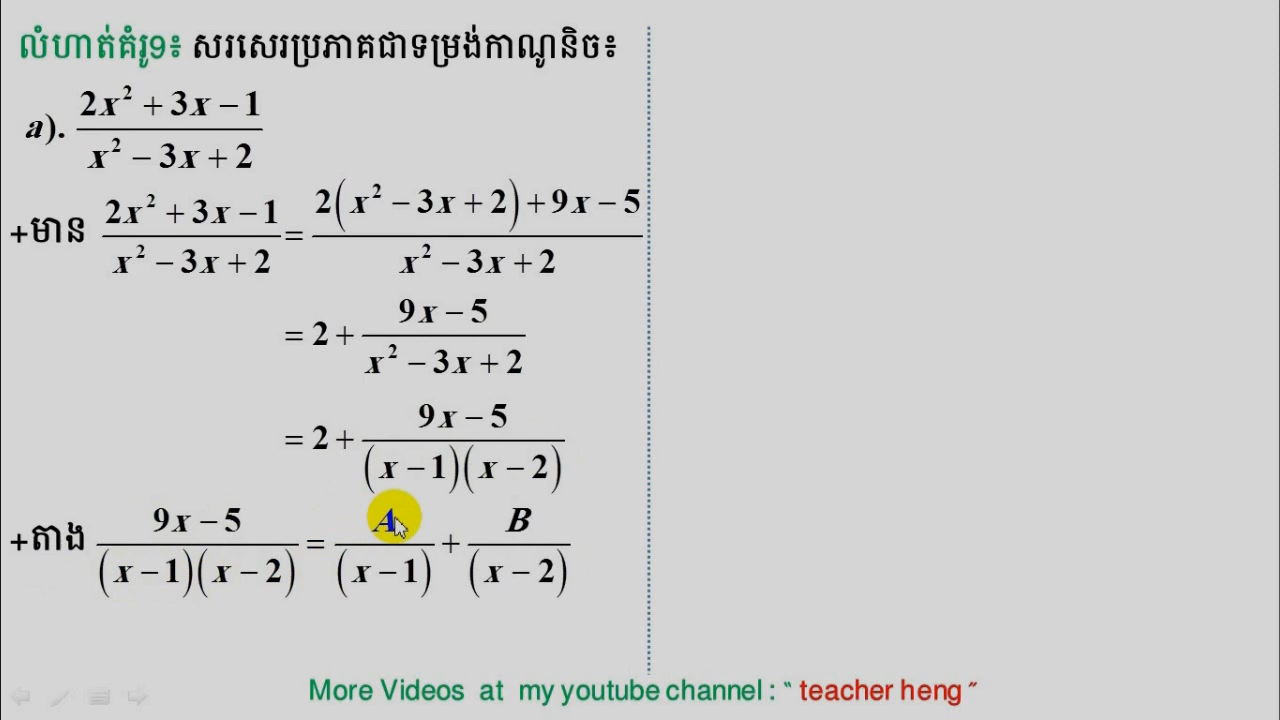 លំហាត់គំរូ9៖ សរសេរប្រភាគជាទម្រង់កាណូនិច៖
a). (2x² + 3x − 1)/(x² − 3x + 2)
+មាន (2x² + 3x − 1)/(x² − 3x + 2) = (2(x² − 3x + 2) + 9x − 5)/(x² − 3x + 2)
= 2 + (9x − 5)/(x² − 3x + 2)
= 2 + (9x − 5)/((x − 1)(x − 2))
+តាង (9x − 5)/((x − 1)(x − 2)) = A/(x − 1) + B/(x − 2)
More Videos at my youtube channel : “ teacher heng ”